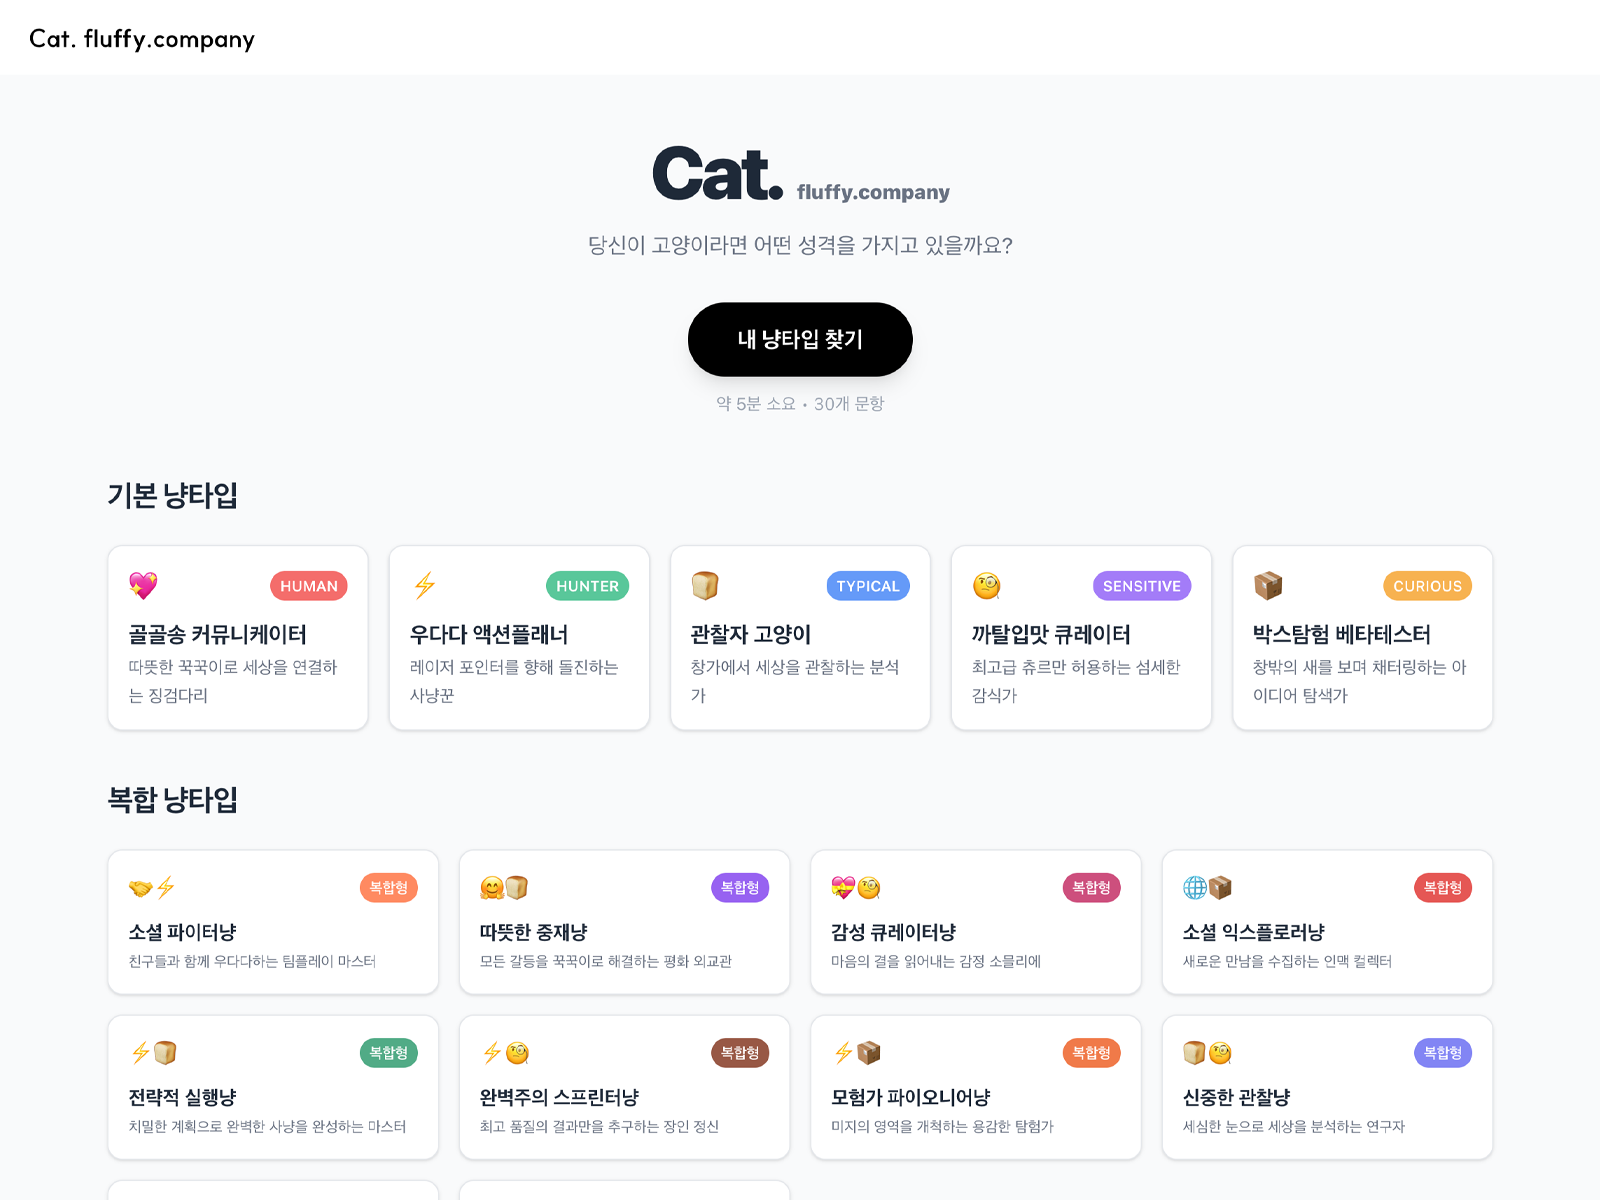 Cat. fluffy.company
Cat. fluffy.company
당신이 고양이라면 어떤 성격을 가지고 있을까요?
내 냥타입 찾기
약 5분 소요 • 30개 문항
기본 냥타입
HUMAN
골골송 커뮤니케이터
따뜻한 꾹꾹이로 세상을 연결하
는 징검다리
HUNTER
우다다 액션플래너
레이저 포인터를 향해 돌진하는
사냥꾼
TYPICAL
관찰자 고양이
창가에서 세상을 관찰하는 분석
가
SENSITIVE
까탈입맛 큐레이터
최고급 츄르만 허용하는 섬세한
감식가
CURIOUS
박스탐험 베타테스터
창밖의 새를 보며 채터링하는 아
이디어 탐색가
복합 냥타입
복합형
소셜 파이터냥
친구들과 함께 우다다하는 팀플레이 마스터
복합형
따뜻한 중재냥
모든 갈등을 꾹꾹이로 해결하는 평화 외교관
복합형
감성 큐레이터냥
마음의 결을 읽어내는 감정 소믈리에
복합형
소셜 익스플로러냥
새로운 만남을 수집하는 인맥 컬렉터
복합형
전략적 실행냥
치밀한 계획으로 완벽한 사냥을 완성하는 마스터
복합형
완벽주의 스프린터냥
최고 품질의 결과만을 추구하는 장인 정신
복합형
모험가 파이오니어냥
미지의 영역을 개척하는 용감한 탐험가
복합형
신중한 관찰냥
세심한 눈으로 세상을 분석하는 연구자